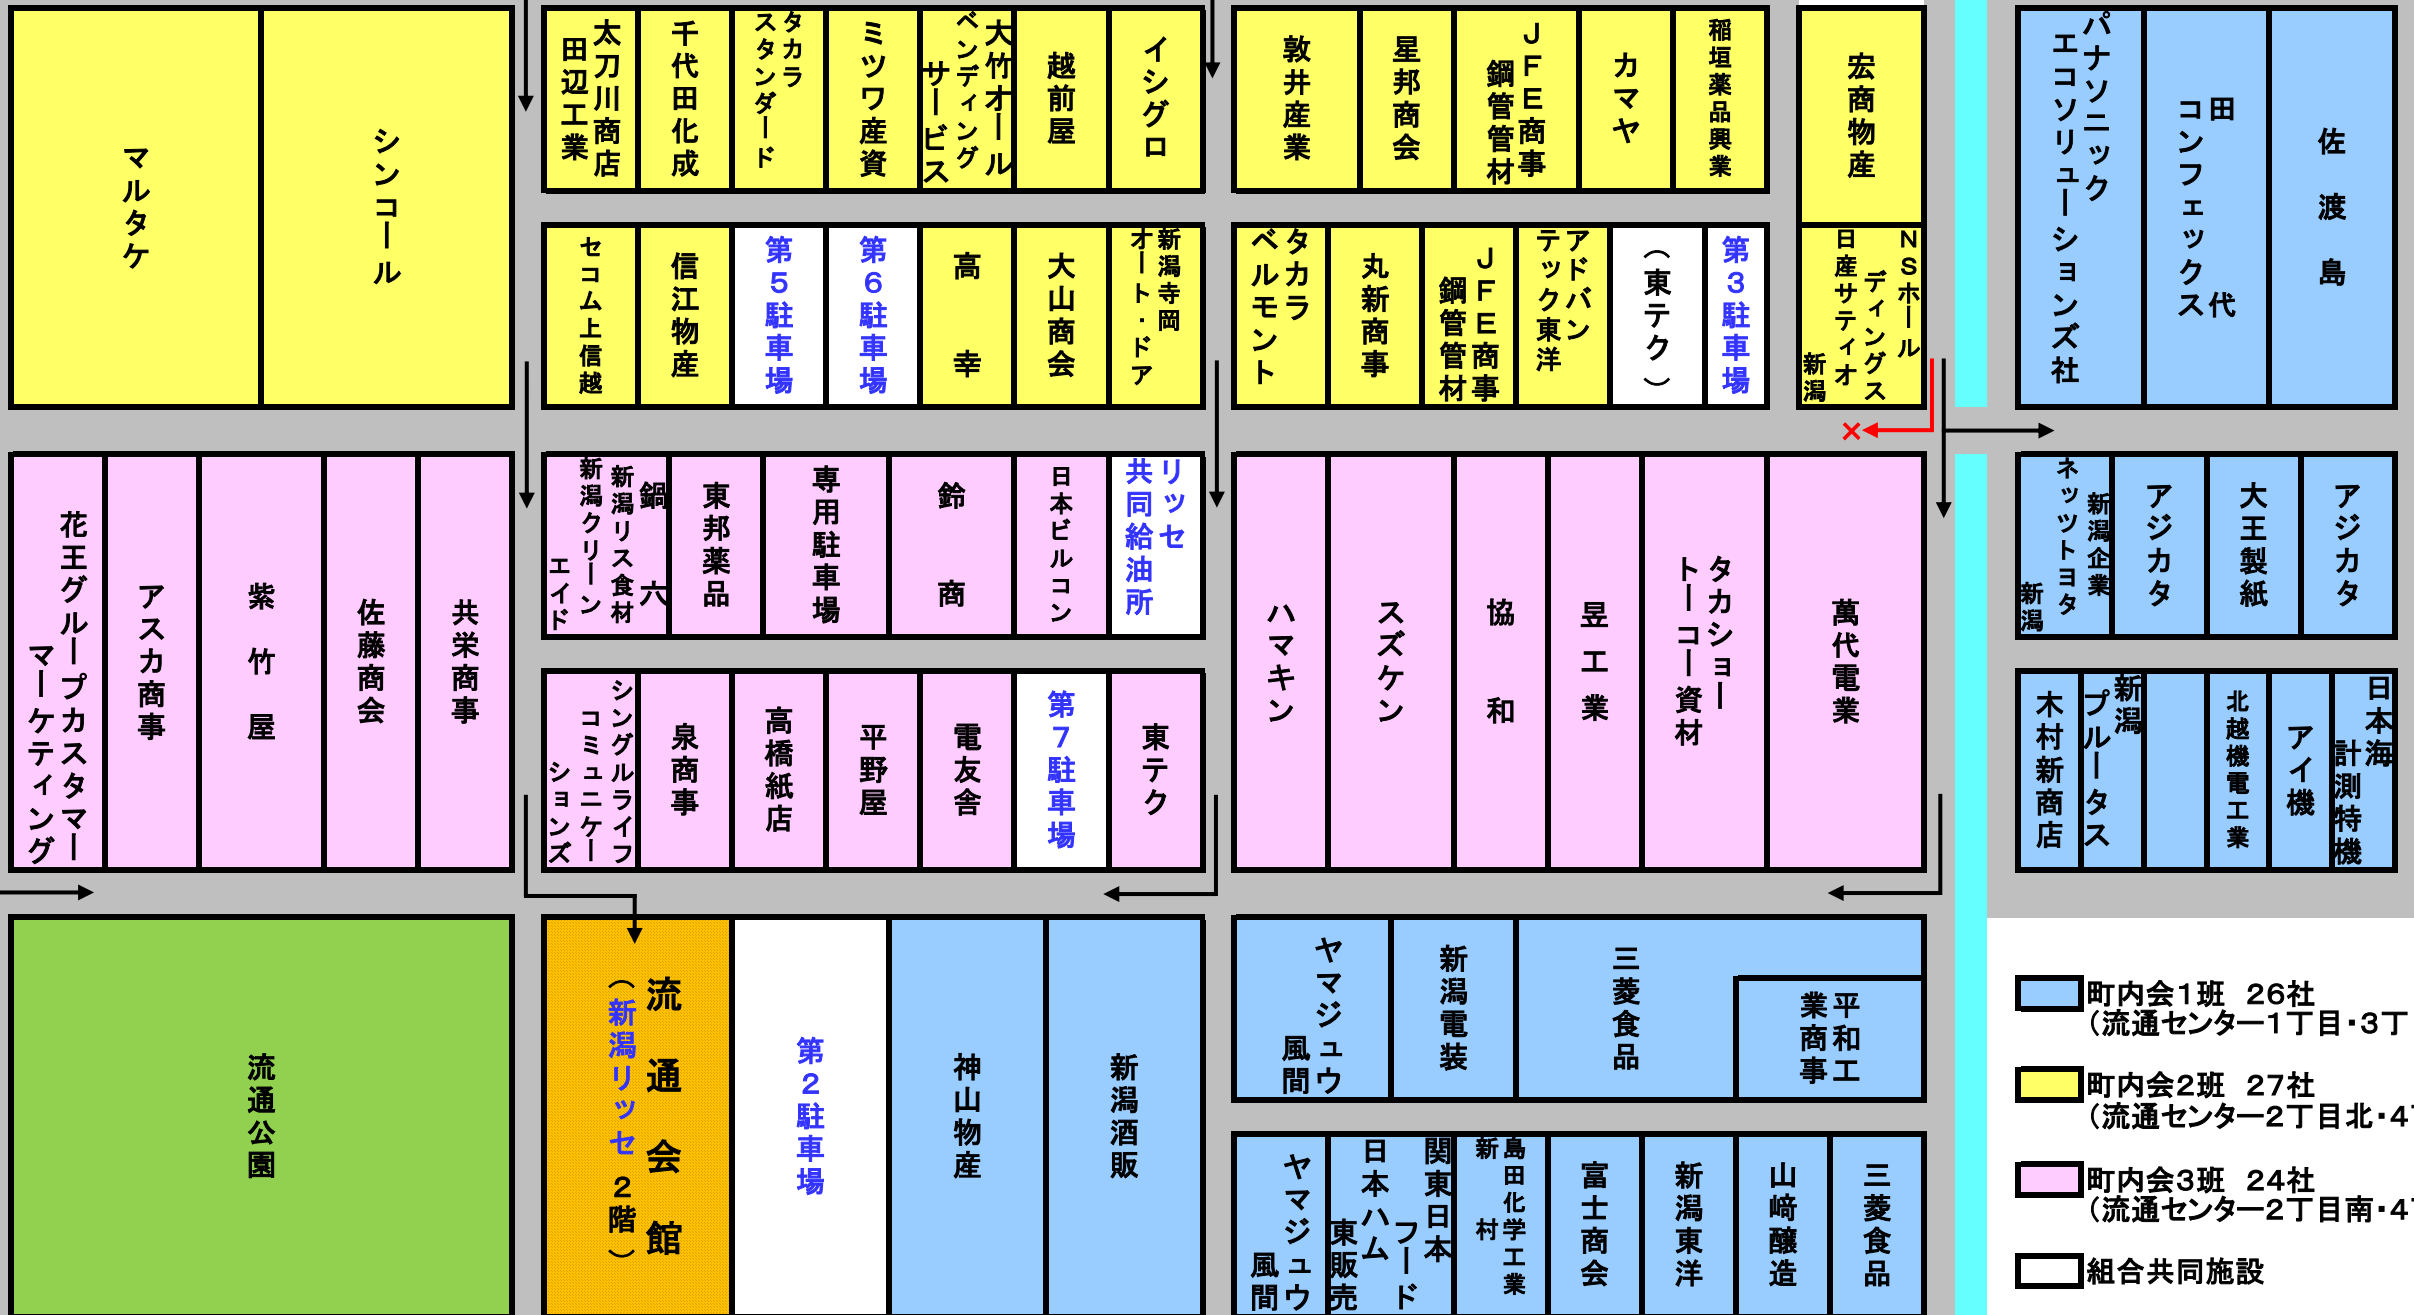 マルタケ
シンコール
太刀川商店
田辺工業
千代田化成
タカラ
スタンダード
ミツワ産資
大竹オール
ベンディング
サービス
越前屋
イシグロ
敦井産業
星邦商会
ＪＦＥ商事
鋼管管材
カマヤ
稲垣薬品興業
宏商物産
パナソニック
エコソリューションズ社
田代
コンフェックス
佐渡島
セコム上信越
信江物産
第５駐車場
第６駐車場
高幸
大山商会
新潟寺岡
オート・ドア
タカラ
ベルモント
丸新商事
ＪＦＥ商事
鋼管管材
アドバン
テック東洋
（東テク）
第３駐車場
ＮＳホール
ディングス
日産サティオ
新潟
×
花王グループカスタマー
マーケティング
アスカ商事
紫竹屋
佐藤商会
共栄商事
鍋六
新潟リス食材
新潟クリーン
エイド
東邦薬品
専用駐車場
鈴商
日本ビルコン
リッセ
共同給油所
ハマキン
スズケン
協和
昱工業
タカショー
トーコー資材
萬代電業
新潟企業
ネッツトヨタ
新潟
アジカタ
大王製紙
アジカタ
シングルライフ
コミュニケー
ションズ
泉商事
高橋紙店
平野屋
電友舎
第７駐車場
東テク
木村新商店
新潟
プルータス
北越機電工業
アイ機
日本海
計測特機
流通公園
流通会館
（新潟リッセ２階）
第２駐車場
神山物産
新潟酒販
ヤマジュウ
風間
新潟電装
三菱食品
平和工
業商事
ヤマジュウ
風間
関東日本
フード
日本ハム
東販売
島田化学工業
新村
富士商会
新潟東洋
山﨑醸造
三菱食品
町内会１班 26社
（流通センター１丁目・３丁
町内会２班 27社
（流通センター２丁目北・４
町内会３班 24社
（流通センター２丁目南・４
組合共同施設